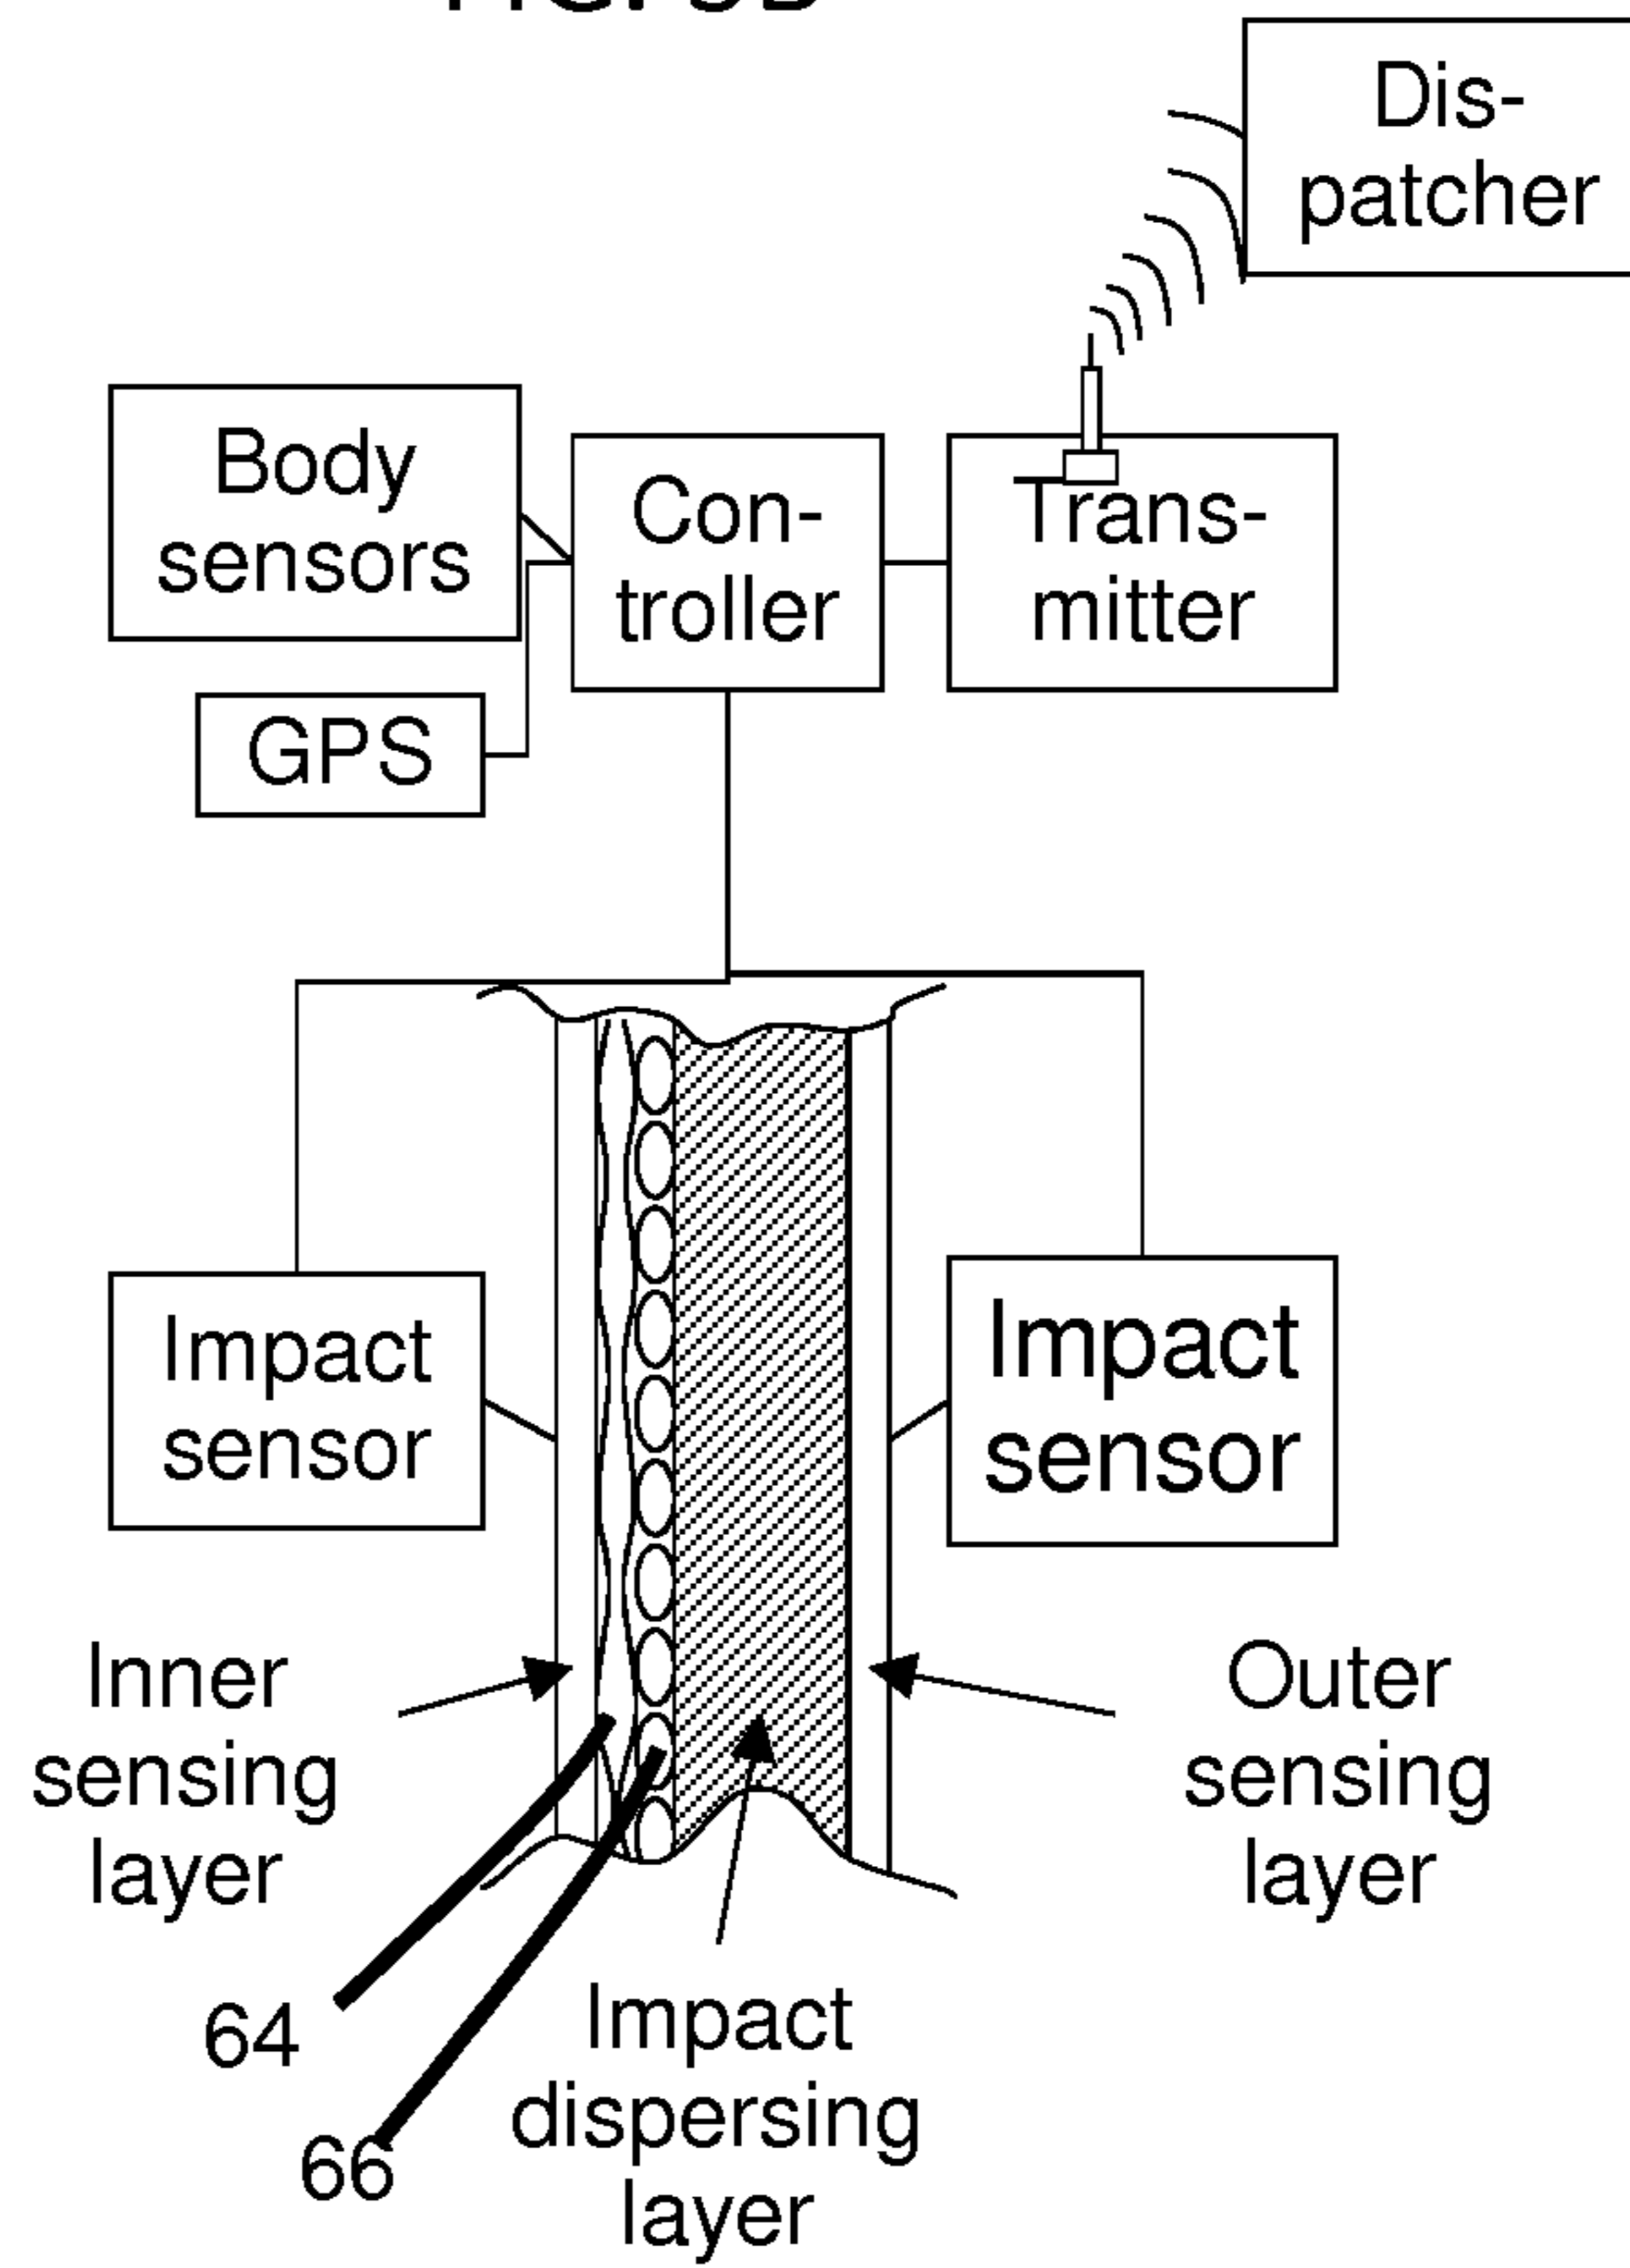 Dis-
patcher
Body
sensors
Con-
troller
Trans-
mitter
GPS
Impact
sensor
Impact
sensor
Inner
sensing
layer
Outer
sensing
layer
64
66
Impact
dispersing
layer